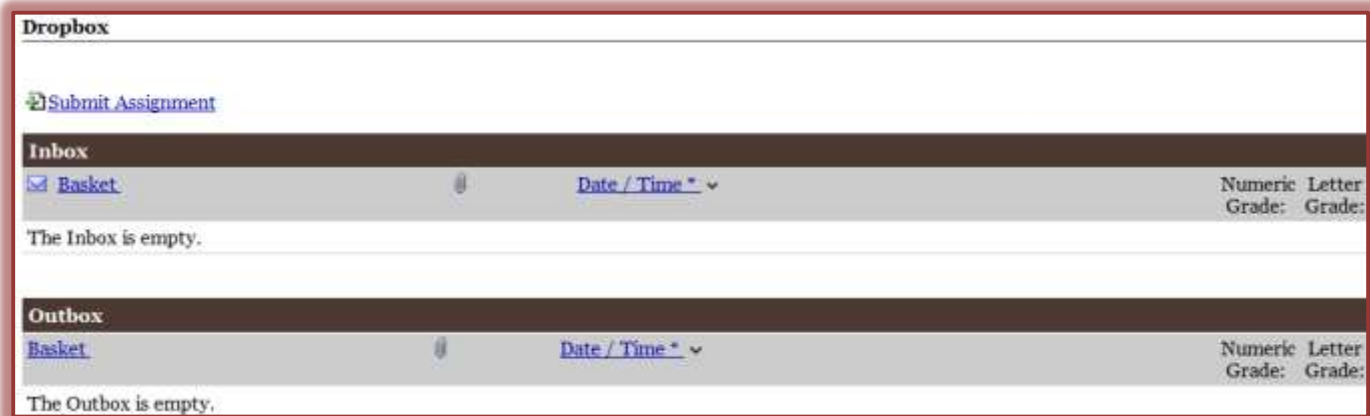 Dropbox
Submit Assignment
Inbox
Basket Date / Time * Numeric Letter
Grade: Grade:
The Inbox is empty.
Outbox
Basket Date / Time * Numeric Letter
Grade: Grade:
The Outbox is empty.